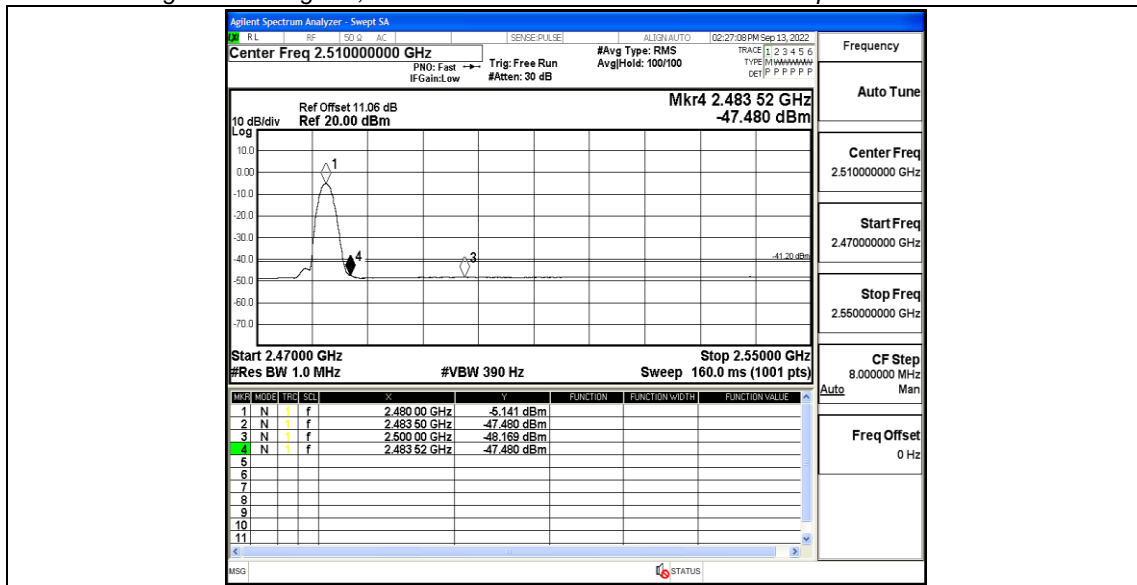 Agilent Spectrum Analyzer - Swept SA
RL RF 50 Ω AC SENSE:PULSE ALIGN AUTO 02:27:08 PM Sep 13, 2022
Center Freq 2.510000000 GHz
PNO: Fast
IFGain:Low
Trig: Free Run
#Atten: 30 dB
#Avg Type: RMS
Avg|Hold: 100/100
TRACE 1 2 3 4 5 6
TYPE M
DET P P P P P P
Ref Offset 11.06 dB
10 dB/div Ref 20.00 dBm
Log
Mkr4 2.483 52 GHz
-47.480 dBm
10.0
0.00
-10.0
-20.0
-30.0
-40.0
-50.0
-60.0
-70.0
1
4
3
-41.20 dBm
Start 2.47000 GHz Stop 2.55000 GHz
#Res BW 1.0 MHz #VBW 390 Hz Sweep 160.0 ms (1001 pts)
MKR MODE TRC SCL X Y FUNCTION FUNCTION WIDTH FUNCTION VALUE
1 N 1 f 2.480 00 GHz -5.141 dBm
2 N 1 f 2.483 50 GHz -47.480 dBm
3 N 1 f 2.500 00 GHz -48.169 dBm
4 N 1 f 2.483 52 GHz -47.480 dBm
5
6
7
8
9
10
11
MSG STATUS
Frequency
Auto Tune
Center Freq
2.510000000 GHz
Start Freq
2.470000000 GHz
Stop Freq
2.550000000 GHz
CF Step
8.000000 MHz
Auto Man
Freq Offset
0 Hz